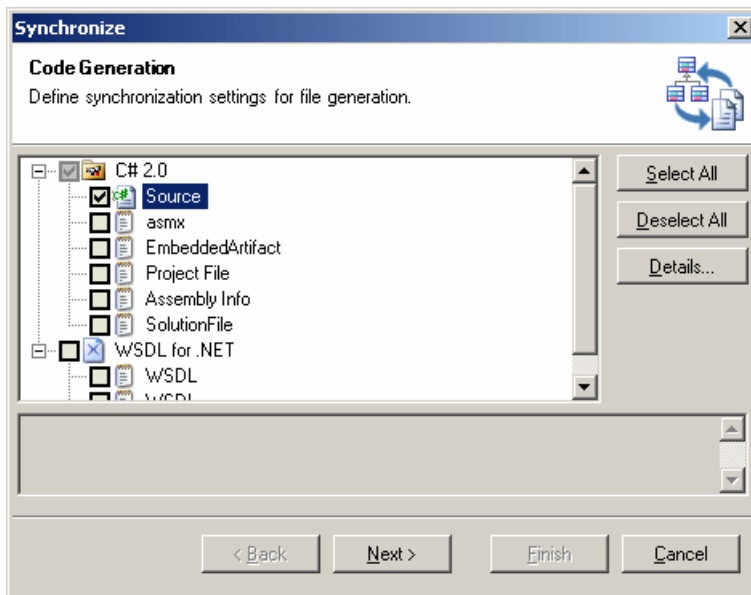 Synchronize
Code Generation
Define synchronization settings for file generation.
C# 2.0
Source
asmx
EmbeddedArtifact
Project File
Assembly Info
SolutionFile
WSDL for .NET
WSDL
WSDL
Select All
Deselect All
Details...
< Back
Next >
Finish
Cancel